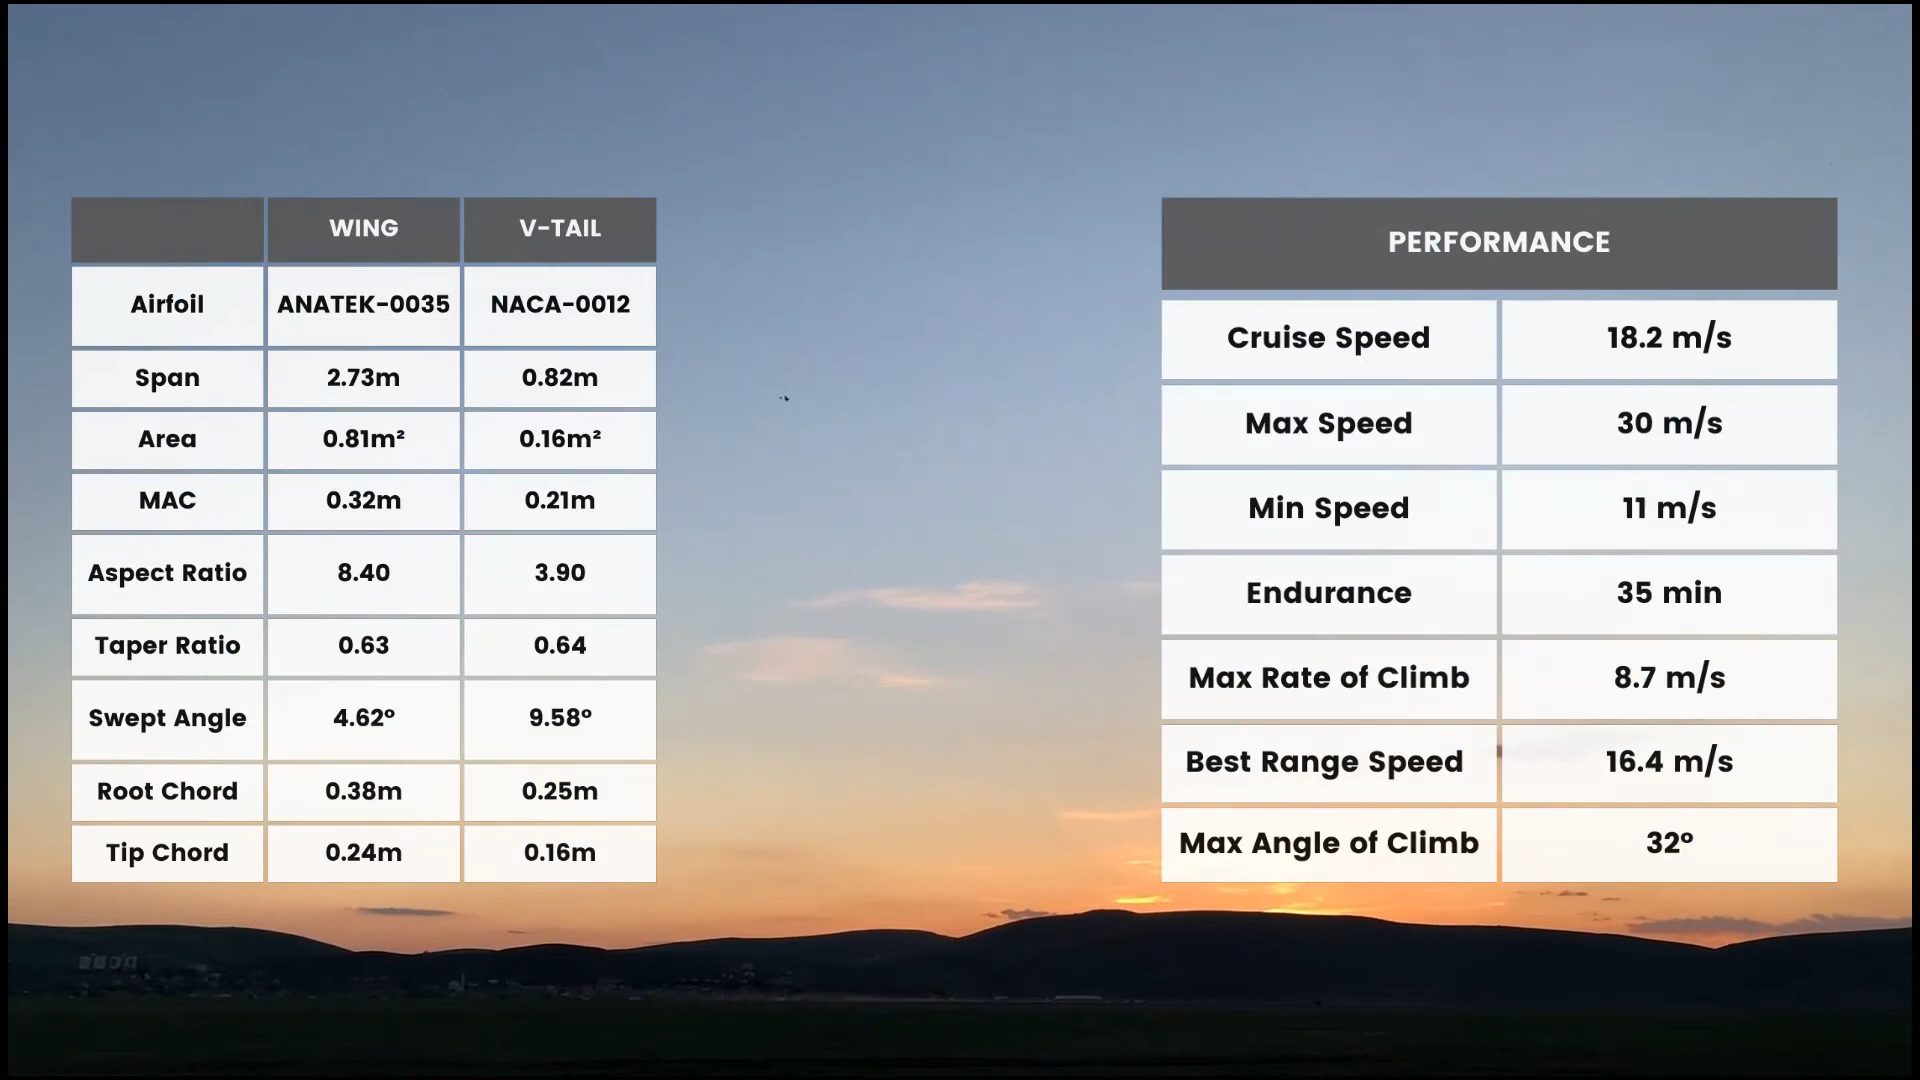 WING V-TAIL
Airfoil ANATEK-0035 NACA-0012
Span 2.73m 0.82m
Area 0.81m² 0.16m²
MAC 0.32m 0.21m
Aspect Ratio 8.40 3.90
Taper Ratio 0.63 0.64
Swept Angle 4.62° 9.58°
Root Chord 0.38m 0.25m
Tip Chord 0.24m 0.16m
PERFORMANCE
Cruise Speed 18.2 m/s
Max Speed 30 m/s
Min Speed 11 m/s
Endurance 35 min
Max Rate of Climb 8.7 m/s
Best Range Speed 16.4 m/s
Max Angle of Climb 32°